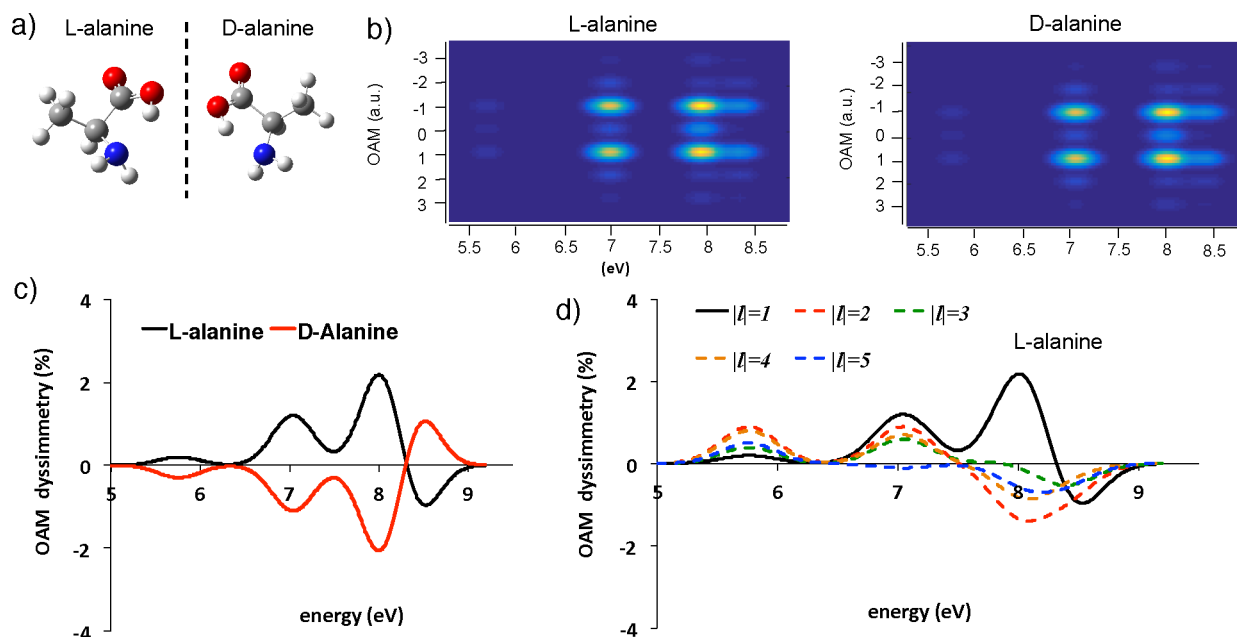 a)
L-alanine
D-alanine
b)
L-alanine
D-alanine
OAM (a.u.)
-3
-2
-1
0
1
2
3
5.5 6 6.5 7 7.5 8 8.5
(eV)
OAM (a.u.)
-3
-2
-1
0
1
2
3
5.5 6 6.5 7 7.5 8 8.5
c)
OAM dyssimetry (%)
4
2
0
-2
-4
L-alanine D-Alanine
5 6 7 8 9
energy (eV)
d)
OAM dyssimetry (%)
4
2
0
-2
-4
|l|=1 |l|=2 |l|=3
|l|=4 |l|=5
L-alanine
5 6 7 8 9
energy (eV)